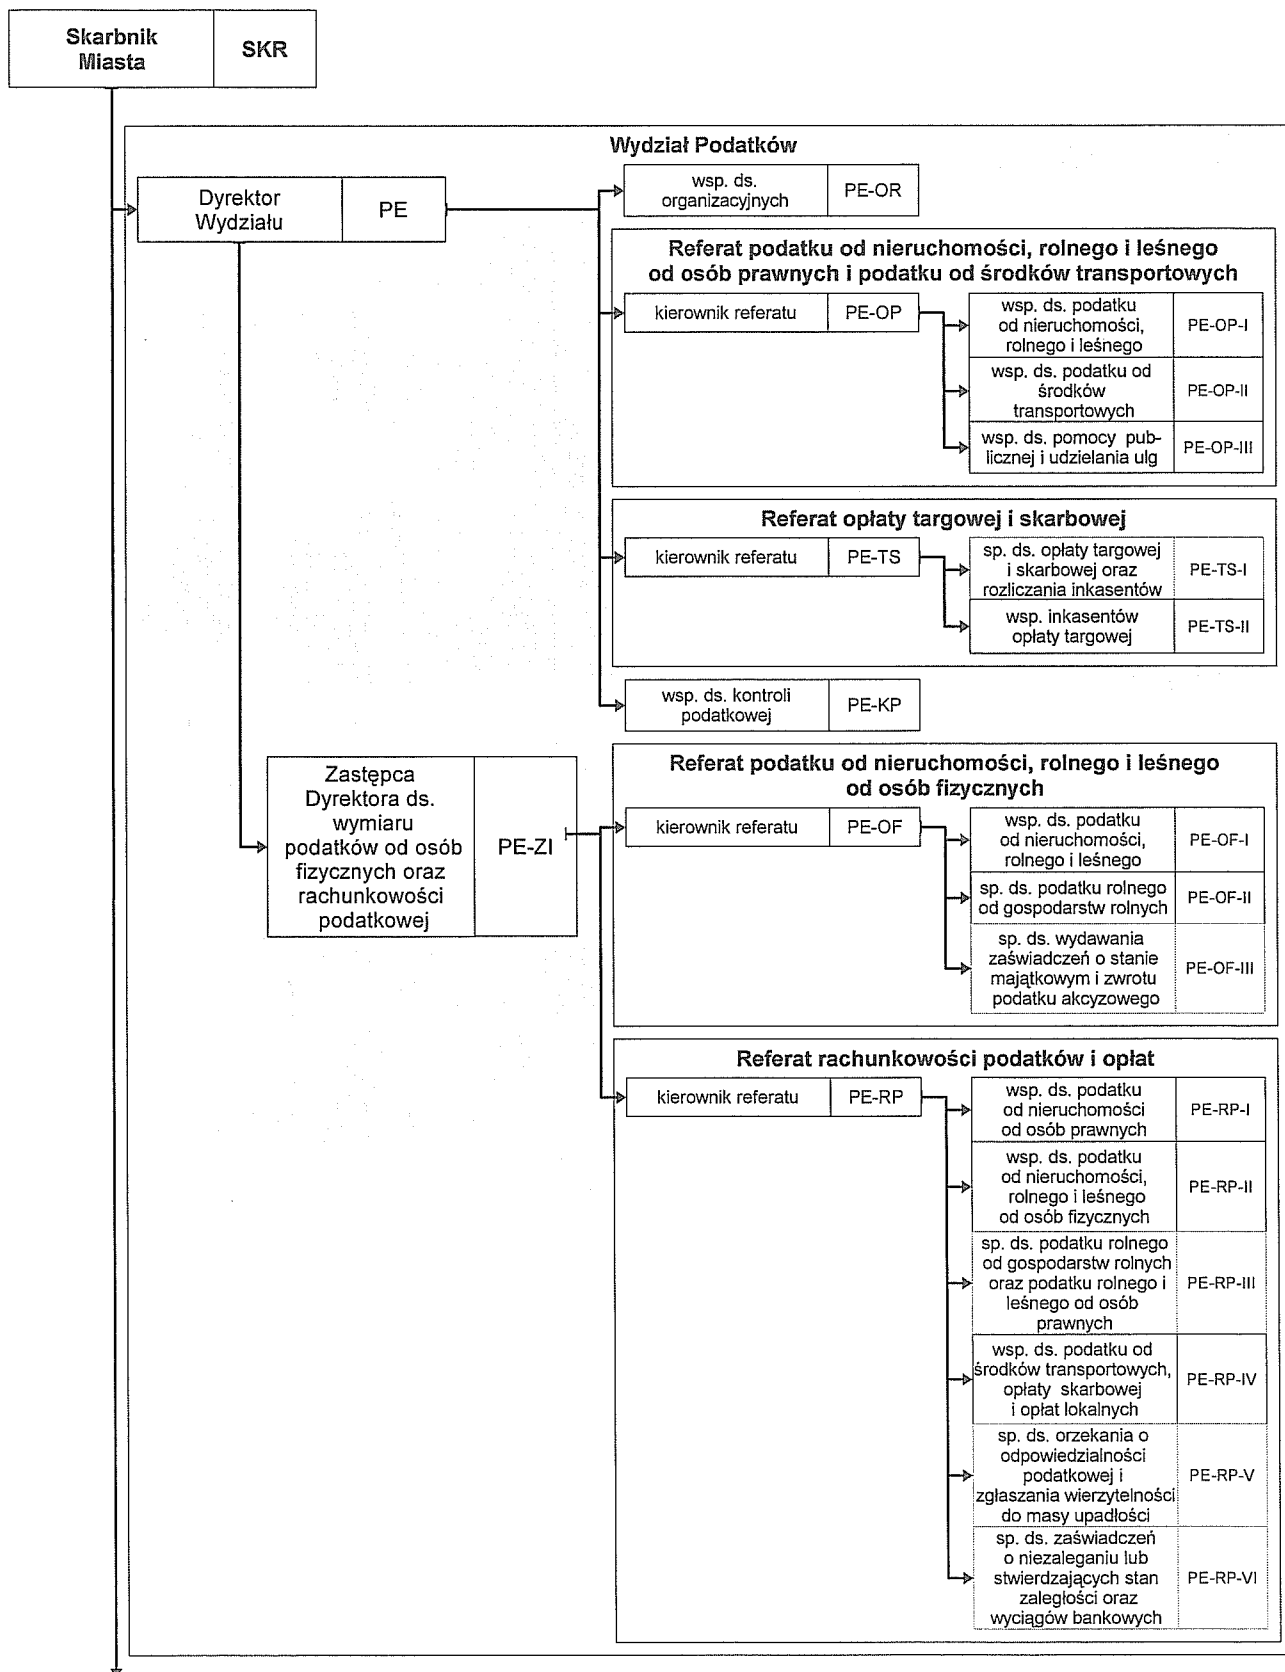 Skarbnik
Miasta
SKR
Wydział Podatków
Dyrektor
Wydziału
PE
wsp. ds.
organizacyjnych
PE-OR
Referat podatku od nieruchomości, rolnego i leśnego
od osób prawnych i podatku od środków transportowych
kierownik referatu
PE-OP
wsp. ds. podatku
od nieruchomości,
rolnego i leśnego
PE-OP-I
wsp. ds. podatku od
środków
transportowych
PE-OP-II
wsp. ds. pomocy pub-
licznej i udzielania ulg
PE-OP-III
Referat opłaty targowej i skarbowej
kierownik referatu
PE-TS
sp. ds. opłaty targowej
i skarbowej oraz
rozliczania inkasentów
PE-TS-I
wsp. inkasentów
opłaty targowej
PE-TS-II
wsp. ds. kontroli
podatkowej
PE-KP
Zastępca
Dyrektora ds.
wymiaru
podatków od osób
fizycznych oraz
rachunkowości
podatkowej
PE-ZI
Referat podatku od nieruchomości, rolnego i leśnego
od osób fizycznych
kierownik referatu
PE-OF
wsp. ds. podatku
od nieruchomości,
rolnego i leśnego
PE-OF-I
sp. ds. podatku rolnego
od gospodarstw rolnych
PE-OF-II
sp. ds. wydawania
zaświadczeń o stanie
majątkowym i zwrotu
podatku akcyzowego
PE-OF-III
Referat rachunkowości podatków i opłat
kierownik referatu
PE-RP
wsp. ds. podatku
od nieruchomości
od osób prawnych
PE-RP-I
wsp. ds. podatku
od nieruchomości,
rolnego i leśnego
od osób fizycznych
PE-RP-II
sp. ds. podatku rolnego
od gospodarstw rolnych
oraz podatku rolnego i
leśnego od osób
prawnych
PE-RP-III
wsp. ds. podatku od
środków transportowych,
opłaty skarbowej
i opłat lokalnych
PE-RP-IV
sp. ds. orzekania o
odpowiedzialności
podatkowej i
zgłaszania wierzytelności
do masy upadłości
PE-RP-V
sp. ds. zaświadczeń
o niezaleganiu lub
stwierdzających stan
zaległości oraz
wyciągów bankowych
PE-RP-VI